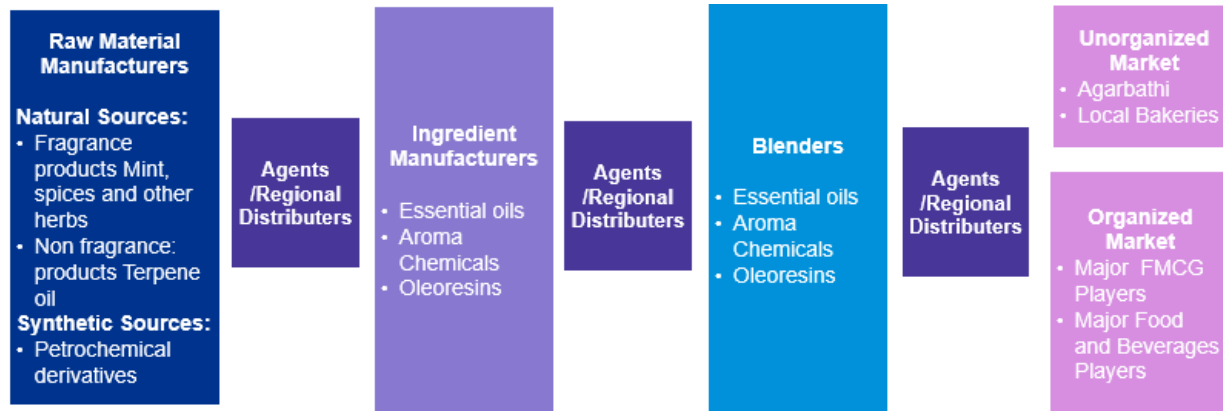 Raw Material
Manufacturers
Natural Sources:
• Fragrance
products Mint,
spices and other
herbs
• Non fragrance:
products Terpene
oil
Synthetic Sources:
• Petrochemical
derivatives
Agents
/Regional
Distributers
Ingredient
Manufacturers
• Essential oils
• Aroma
Chemicals
• Oleoresins
Agents
/Regional
Distributers
Blenders
• Essential oils
• Aroma
Chemicals
• Oleoresins
Agents
/Regional
Distributers
Unorganized
Market
• Agarbathi
• Local Bakeries
Organized
Market
• Major FMCG
Players
• Major Food
and Beverages
Players